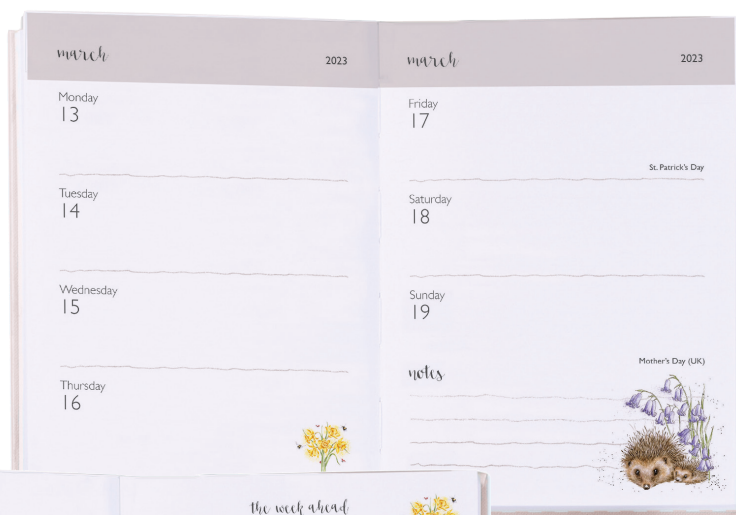 march
2023
Monday
13
Tuesday
14
Wednesday
15
Thursday
16
march
2023
Friday
17
St. Patrick's Day
Saturday
18
Sunday
19
Mother's Day (UK)
notes
the week ahead